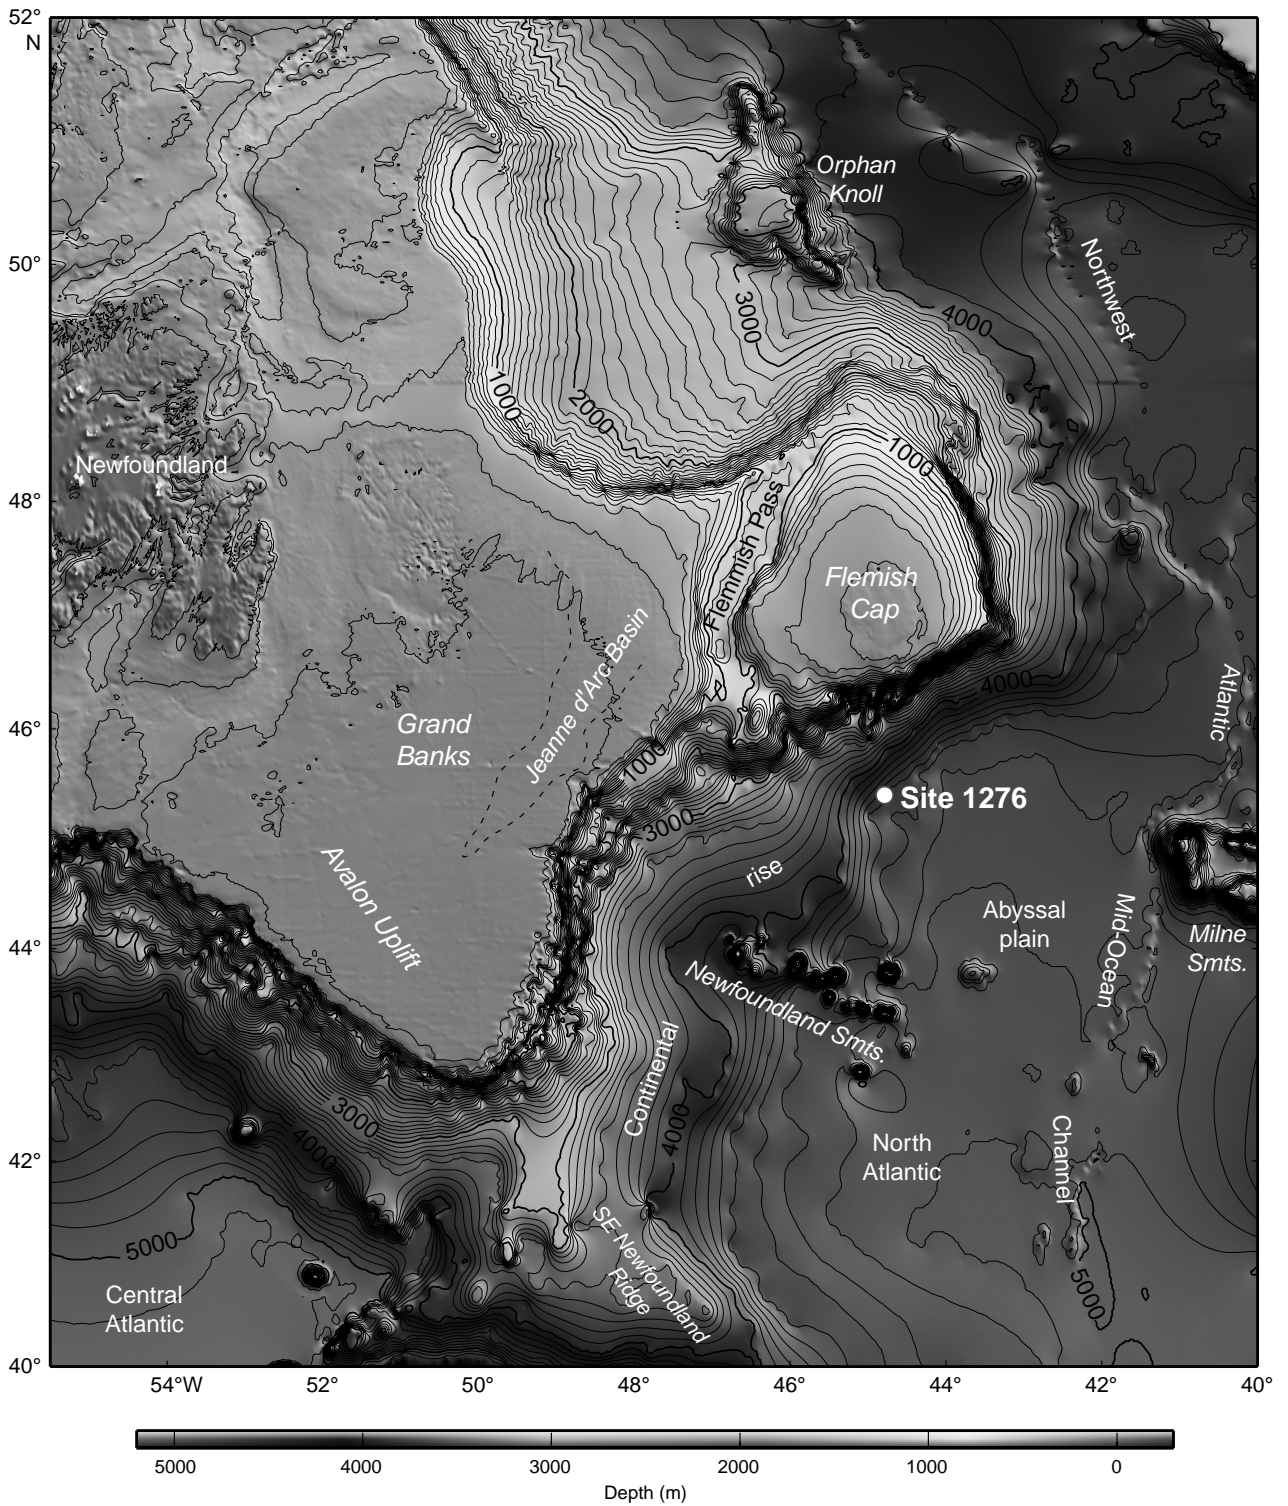 52°
N
Orphan
Knoll
50°
Northwest
4000
3000
1000
2000
1000
Newfoundland
48°
Flemmish Pass
Flemish
Cap
Jeanne d'Arc Basin
4000
Atlantic
46°
Grand
Banks
1000
Site 1276
3000
rise
Avalon Uplift
Abyssal
plain
Mid-Ocean
Milne
Smts.
44°
Newfoundland Smts.
Continental
3000
4000
4000
North
Atlantic
Channel
42°
SE Newfoundland
Ridge
5000
5000
Central
Atlantic
40°
54°W
52°
50°
48°
46°
44°
42°
40°
5000
4000
3000
2000
1000
0
Depth (m)